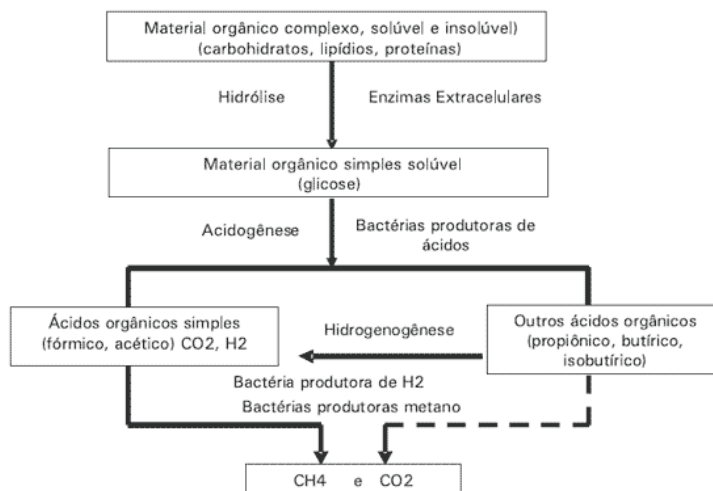 Material orgânico complexo, solúvel e insolúvel)
(carbohidratos, lipídios, proteínas)
Hidrólise
Enzimas Extracelulares
Material orgânico simples solúvel
(glicose)
Acidogênese
Bactérias produtoras de
ácidos
Ácidos orgânicos simples
(fórmico, acético) CO2, H2
Hidrogenogênese
Outros ácidos orgânicos
(propiônico, butírico,
isobutírico)
Bactéria produtora de H2
Bactérias produtoras metano
CH4 e CO2